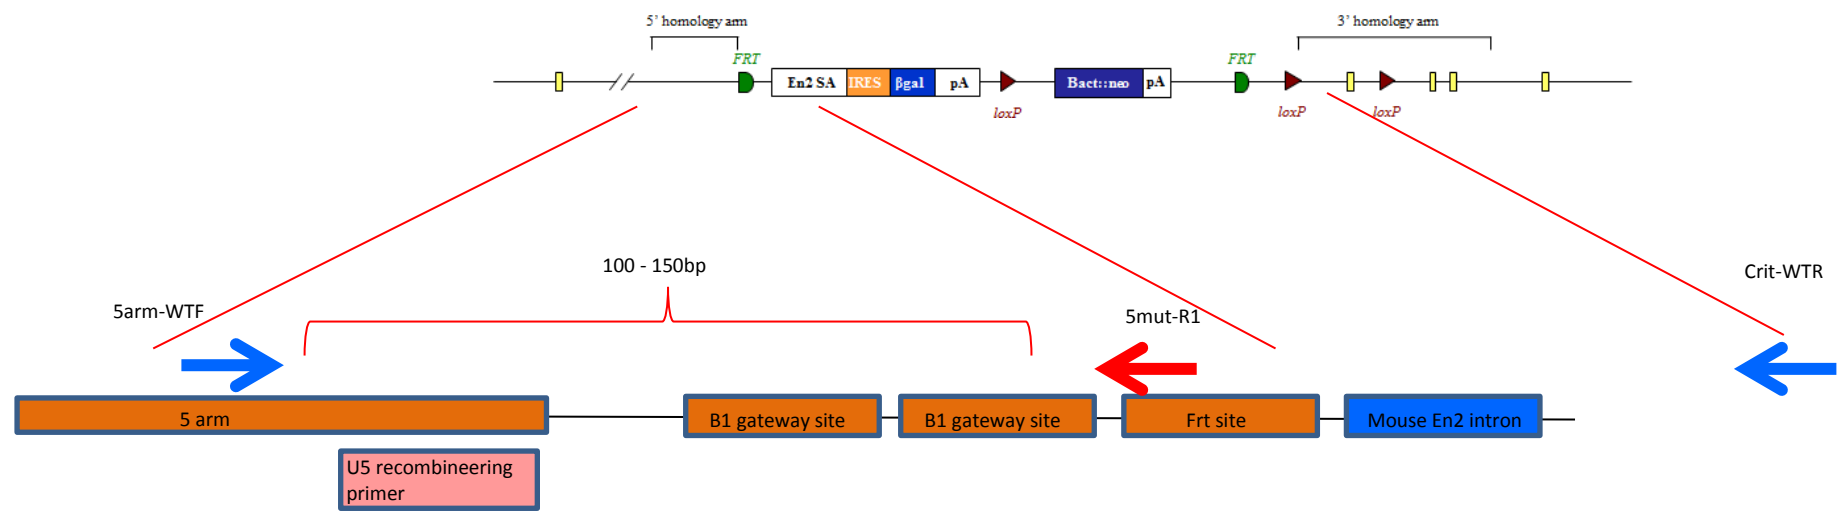 5’ homology arm
3’ homology arm
FRT
FRT
En2 SA
IRES
βgal
pA
Bact::neo
pA
loxP
loxP
loxP
100 - 150bp
Crit-WTR
5arm-WTF
5mut-R1
5 arm
B1 gateway site
B1 gateway site
Frt site
Mouse En2 intron
U5 recombineering
primer